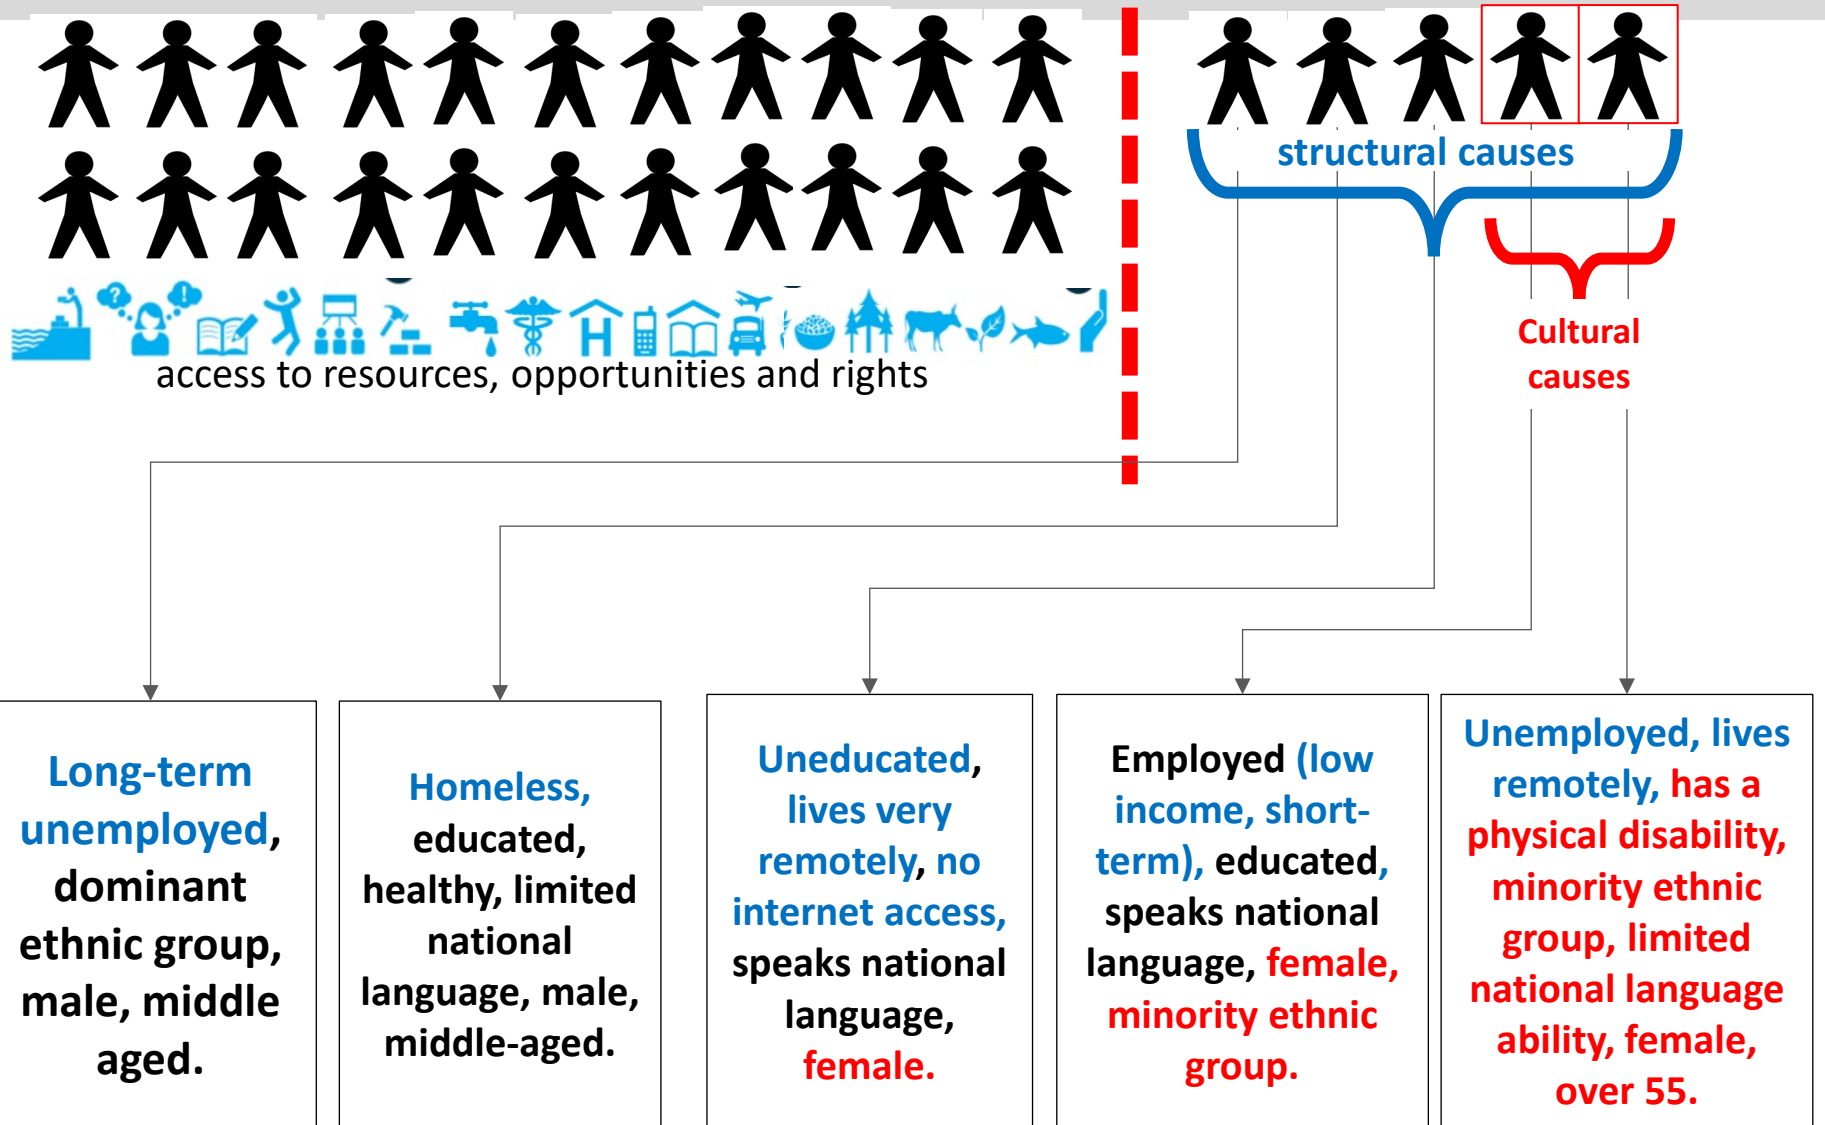 structural causes
Cultural
causes
access to resources, opportunities and rights
Long-term
unemployed,
dominant
ethnic group,
male, middle
aged.
Homeless,
educated,
healthy, limited
national
language, male,
middle-aged.
Uneducated,
lives very
remotely, no
internet access,
speaks national
language,
female.
Employed (low
income, short-
term), educated,
speaks national
language, female,
minority ethnic
group.
Unemployed, lives
remotely, has a
physical disability,
minority ethnic
group, limited
national language
ability, female,
over 55.